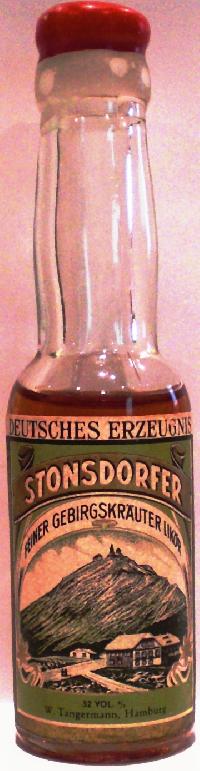 DEUTSCHES ERZEUGNIS
STONSDORFER
FEINER GEBIRGSKRÄUTER LIKÖR
32 VOL. %
W. Tangermann, Hamburg